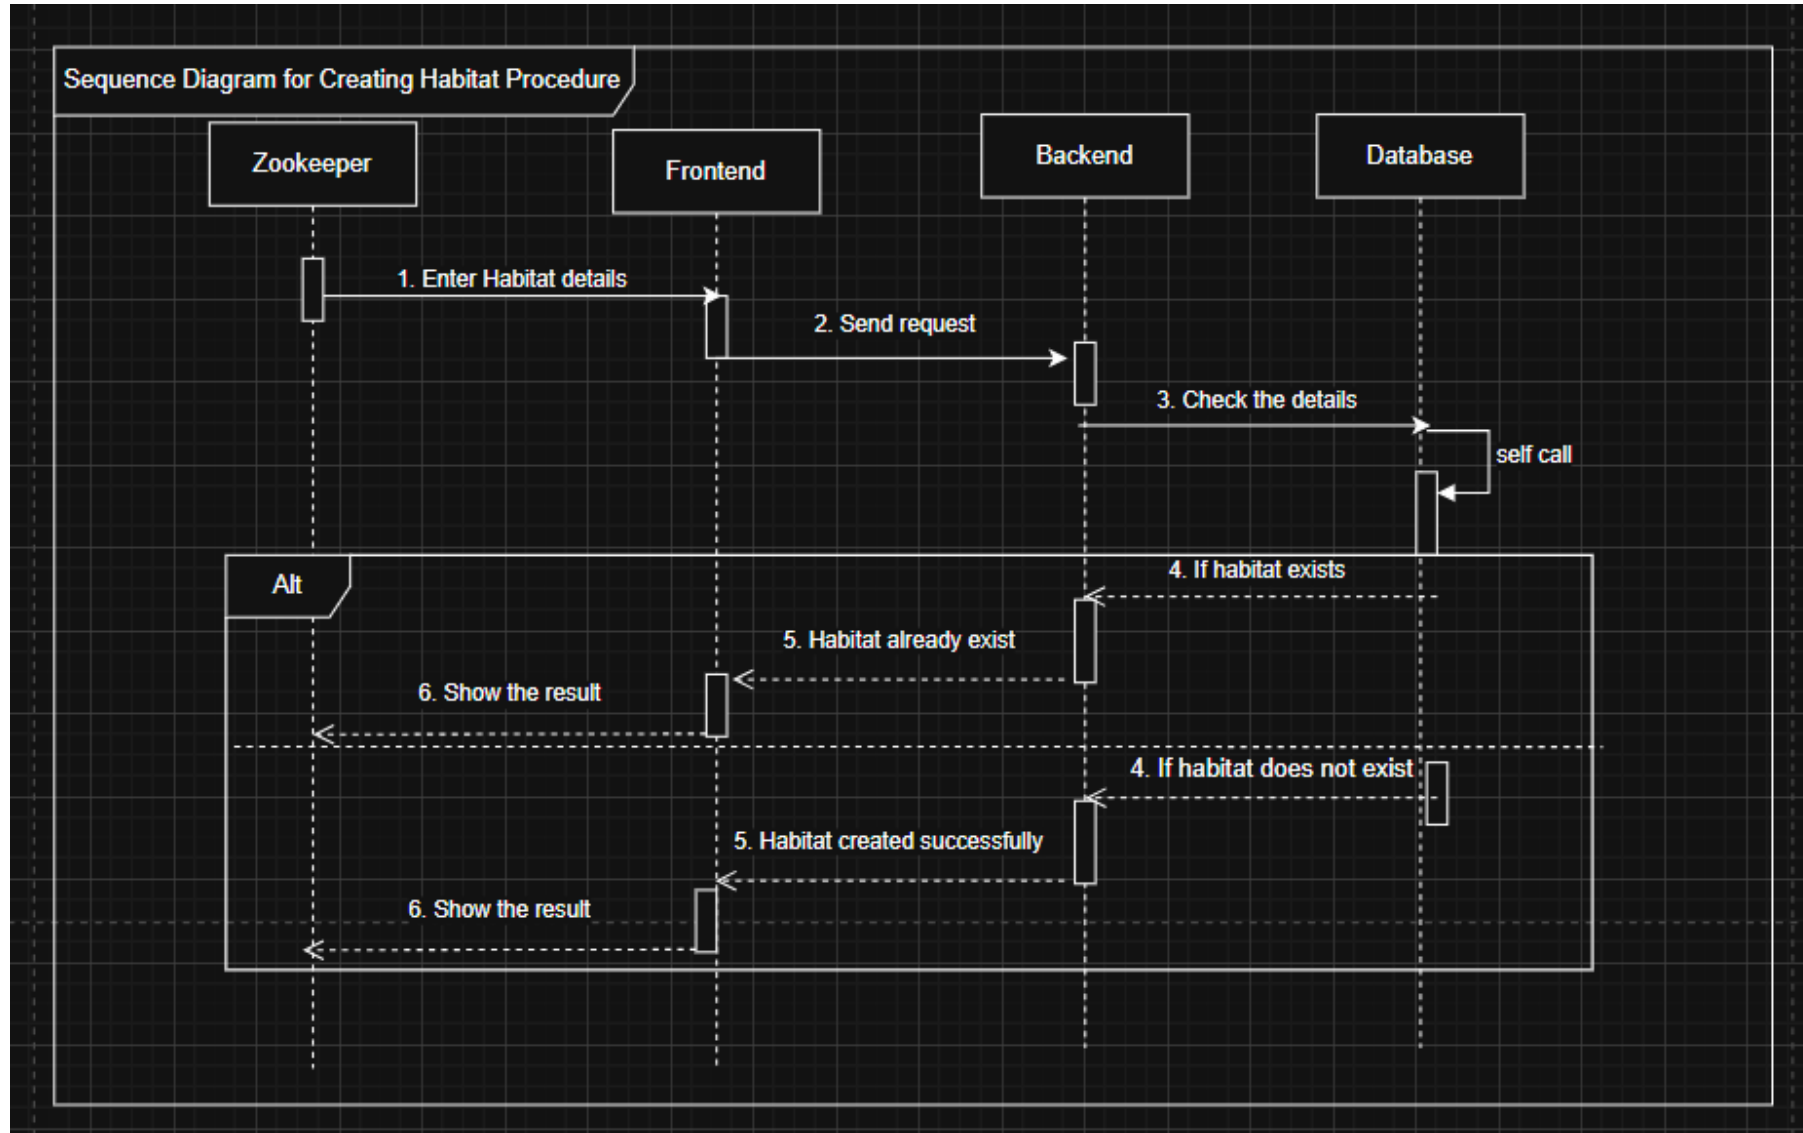 Sequence Diagram for Creating Habitat Procedure
Zookeeper
Frontend
Backend
Database
1. Enter Habitat details
2. Send request
3. Check the details
self call
Alt
4. If habitat exists
5. Habitat already exist
6. Show the result
4. If habitat does not exist
5. Habitat created successfully
6. Show the result